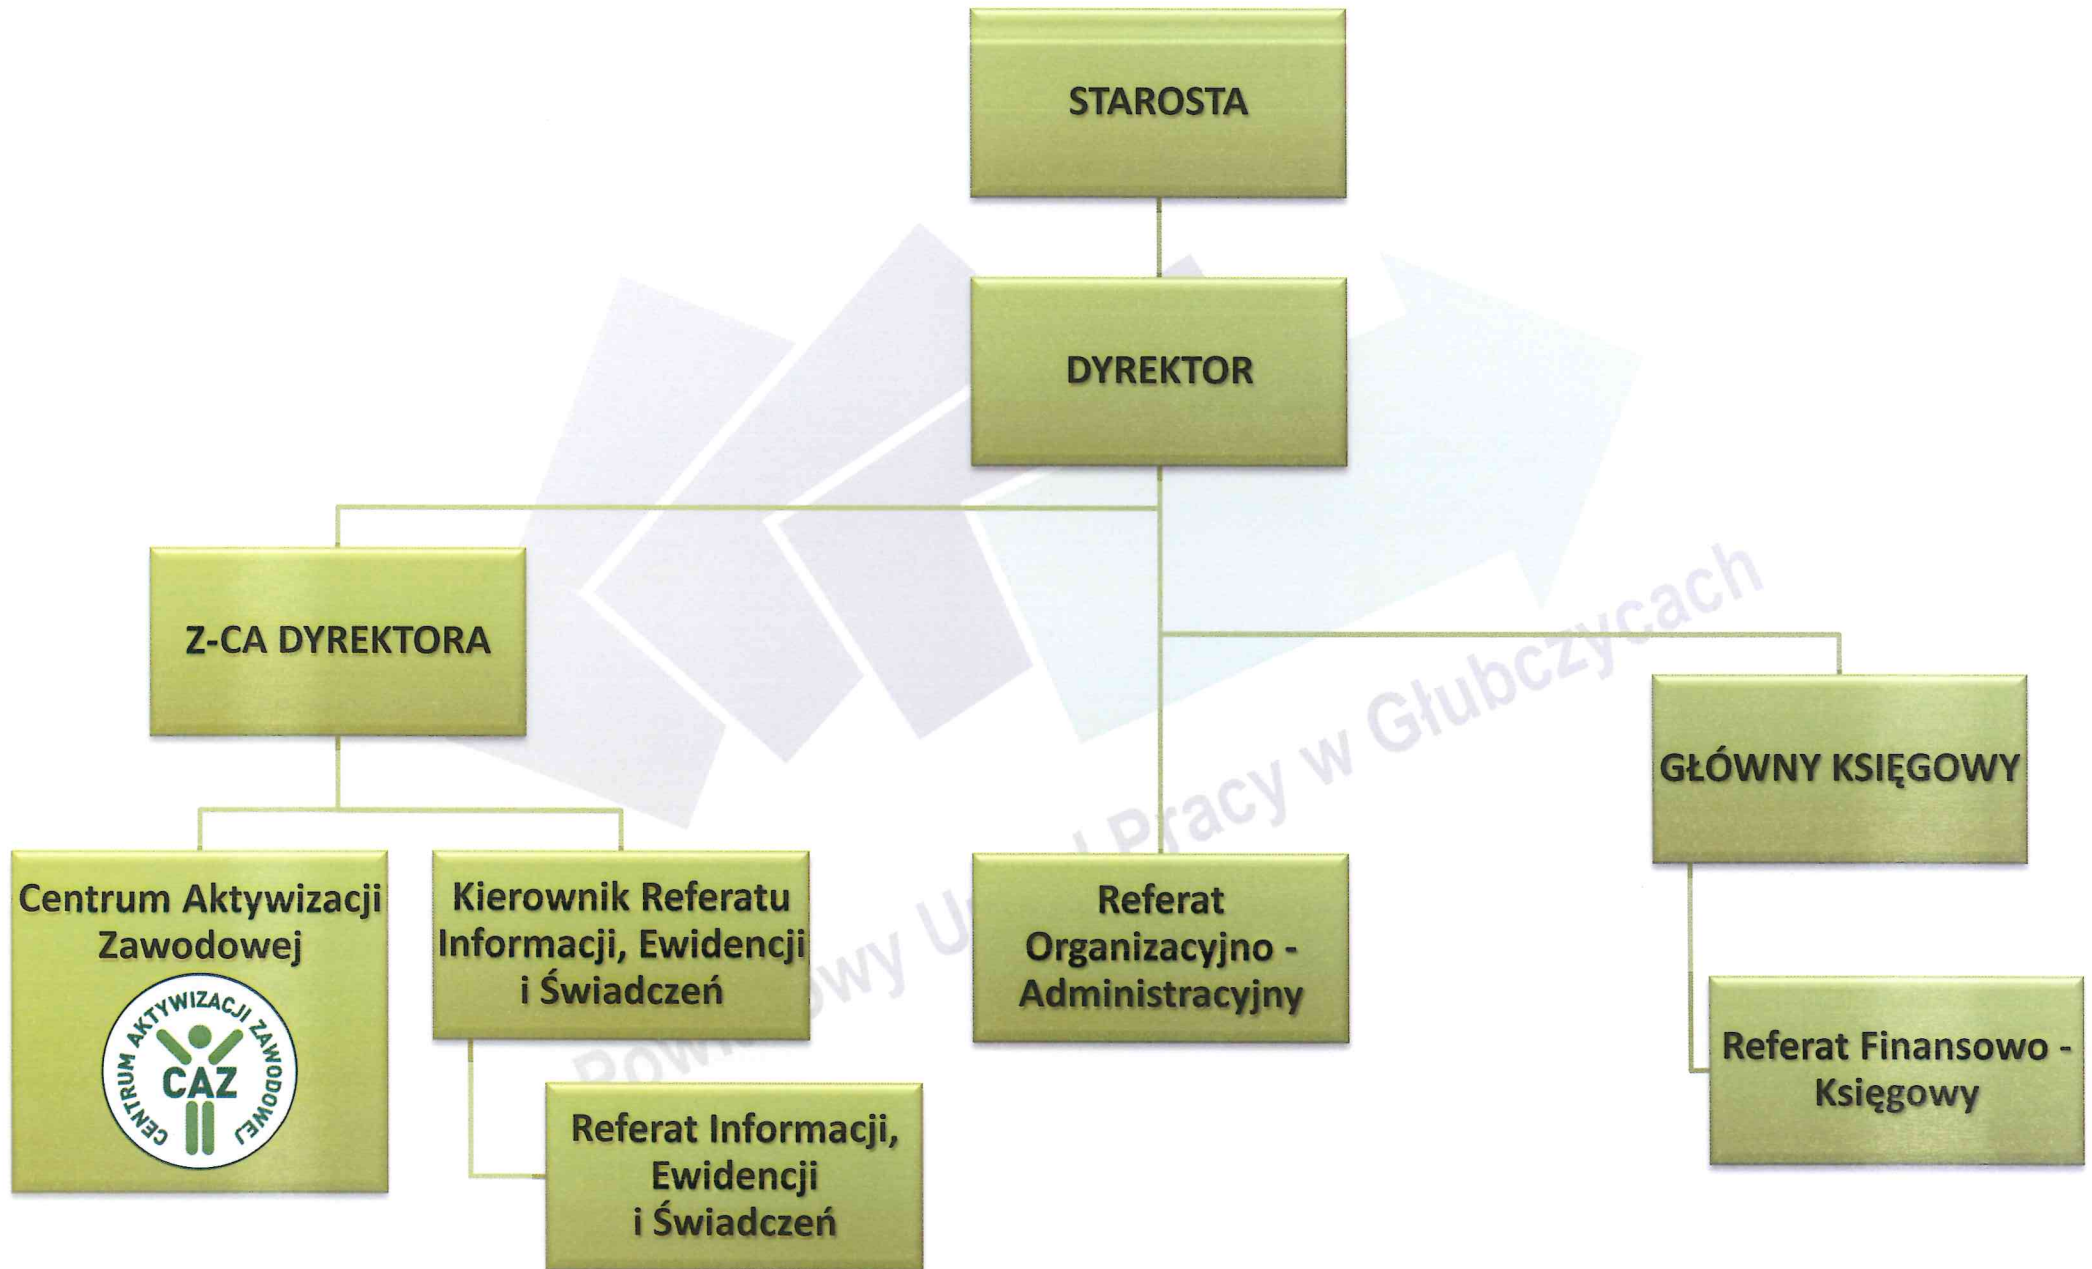 STAROSTA
DYREKTOR
Z-CA DYREKTORA
GŁÓWNY KSIĘGOWY
Centrum Aktywizacji
Zawodowej
CENTRUM AKTYWIZACJI ZAWODOWEJ
CAZ
Kierownik Referatu
Informacji, Ewidencji
i Świadczeń
Referat Informacji,
Ewidencji
i Świadczeń
Referat
Organizacyjno -
Administracyjny
Referat Finansowo -
Księgowy
Pracy w Głubczycach